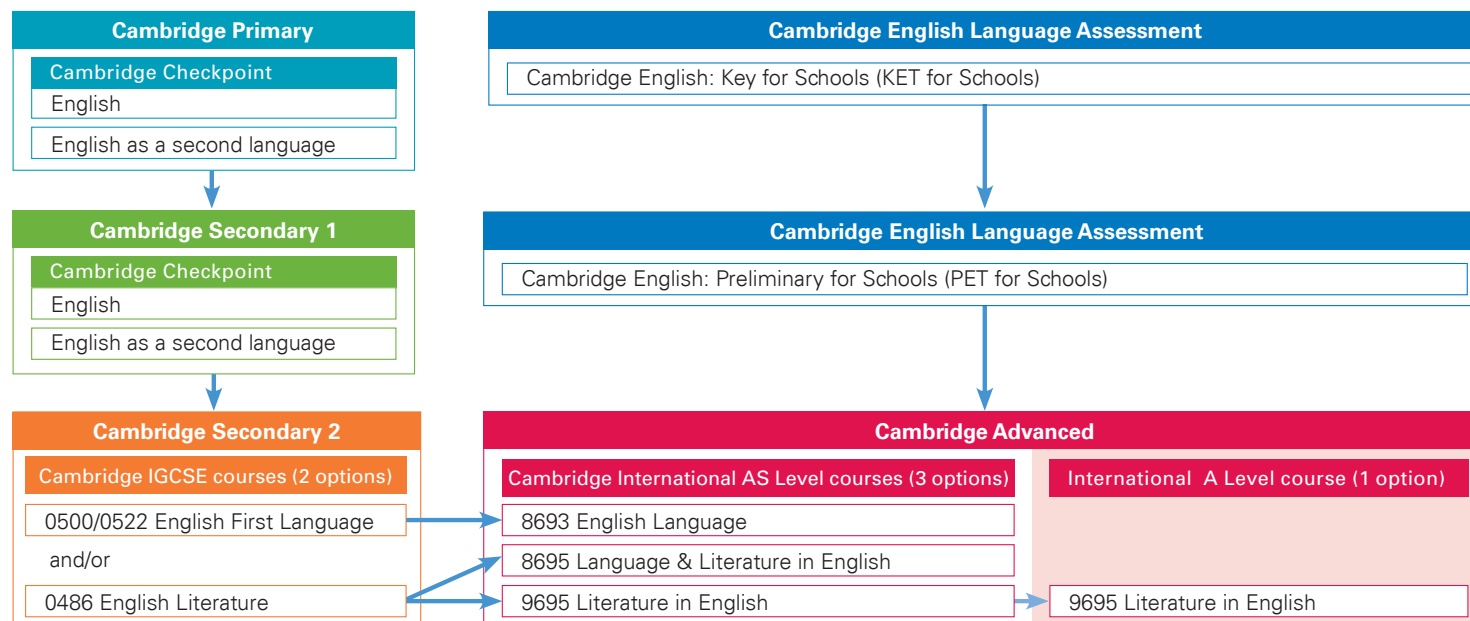 Cambridge Primary
Cambridge Checkpoint
English
English as a second language
Cambridge English Language Assessment
Cambridge English: Key for Schools (KET for Schools)
Cambridge Secondary 1
Cambridge Checkpoint
English
English as a second language
Cambridge English Language Assessment
Cambridge English: Preliminary for Schools (PET for Schools)
Cambridge Secondary 2
Cambridge IGCSE courses (2 options)
0500/0522 English First Language
and/or
0486 English Literature
Cambridge Advanced
Cambridge International AS Level courses (3 options)
8693 English Language
8695 Language & Literature in English
9695 Literature in English
International A Level course (1 option)
9695 Literature in English